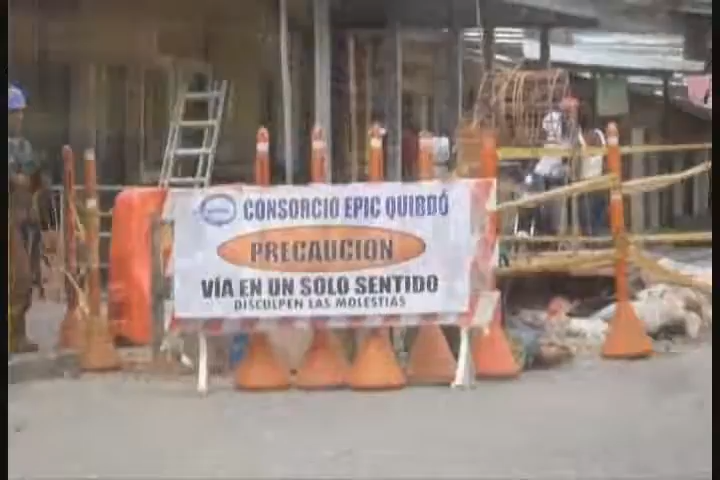 CONSORCIO EPIC QUIBDÓ
PRECAUCION
VÍA EN UN SOLO SENTIDO
DISCULPEN LAS MOLESTIAS